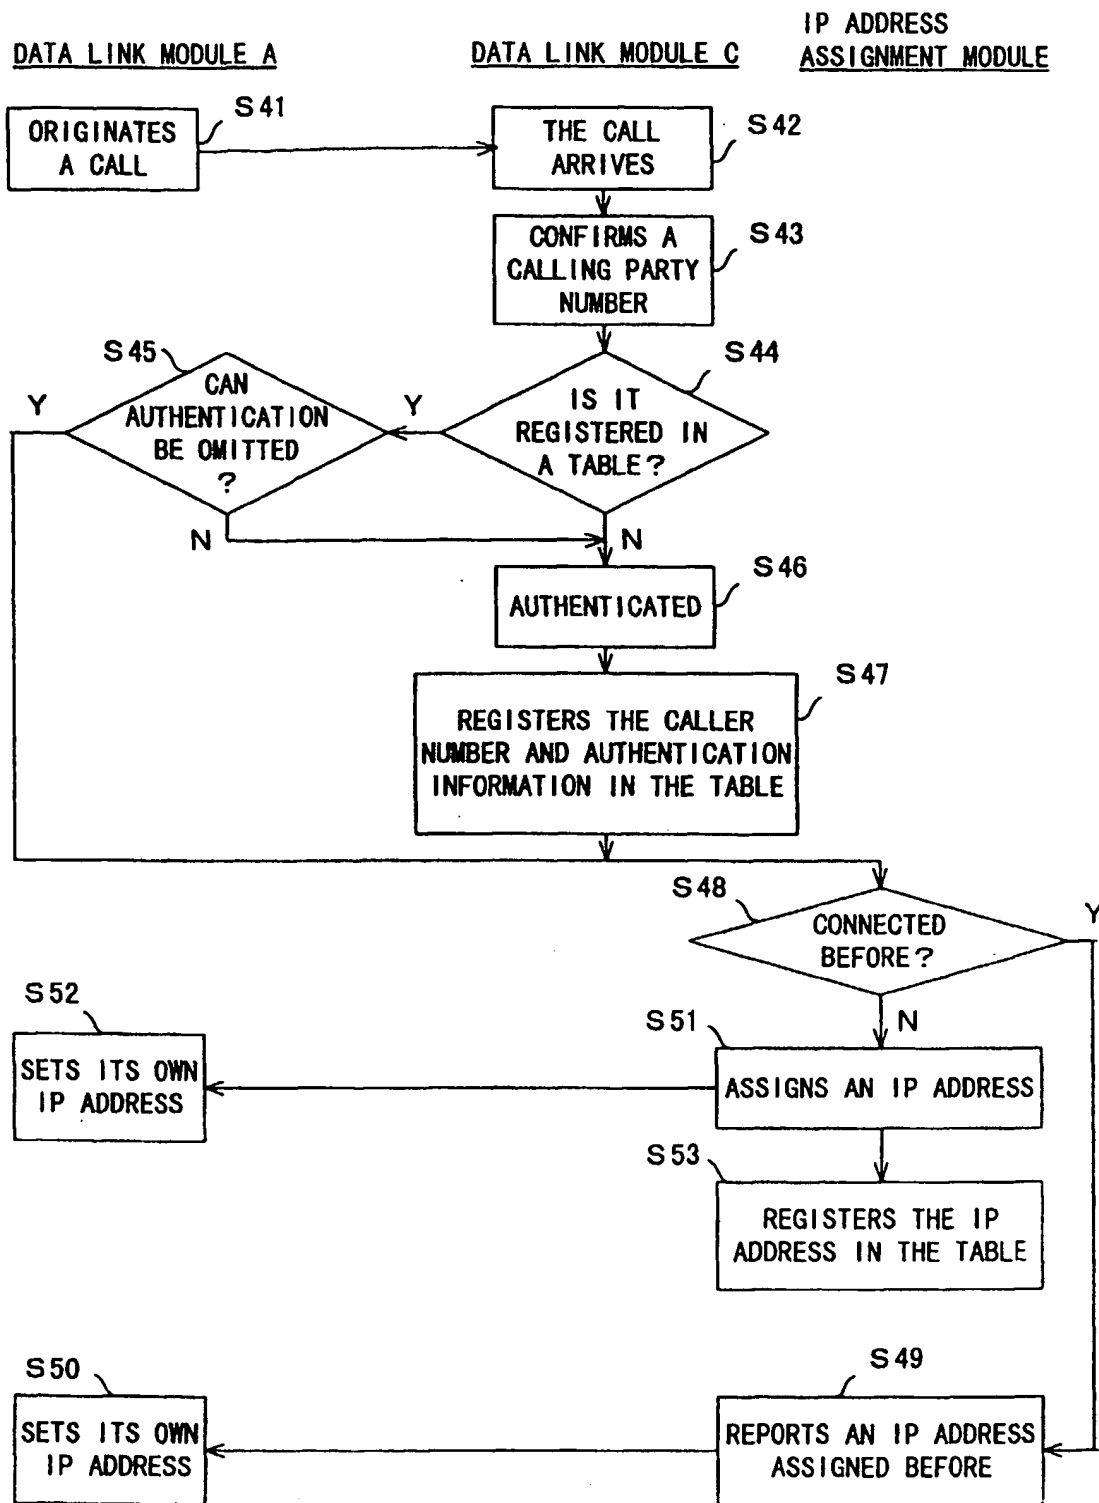 DATA LINK MODULE A
DATA LINK MODULE C
IP ADDRESS
ASSIGNMENT MODULE
S41
ORIGINATES
A CALL
S42
THE CALL
ARRIVES
S43
CONFIRMS A
CALLING PARTY
NUMBER
S45
CAN
AUTHENTICATION
BE OMITTED
?
Y
N
S44
IS IT
REGISTERED IN
A TABLE?
Y
N
S46
AUTHENTICATED
S47
REGISTERS THE CALLER
NUMBER AND AUTHENTICATION
INFORMATION IN THE TABLE
S48
CONNECTED
BEFORE?
Y
N
S52
SETS ITS OWN
IP ADDRESS
S51
ASSIGNS AN IP ADDRESS
S53
REGISTERS THE IP
ADDRESS IN THE TABLE
S50
SETS ITS OWN
IP ADDRESS
S49
REPORTS AN IP ADDRESS
ASSIGNED BEFORE